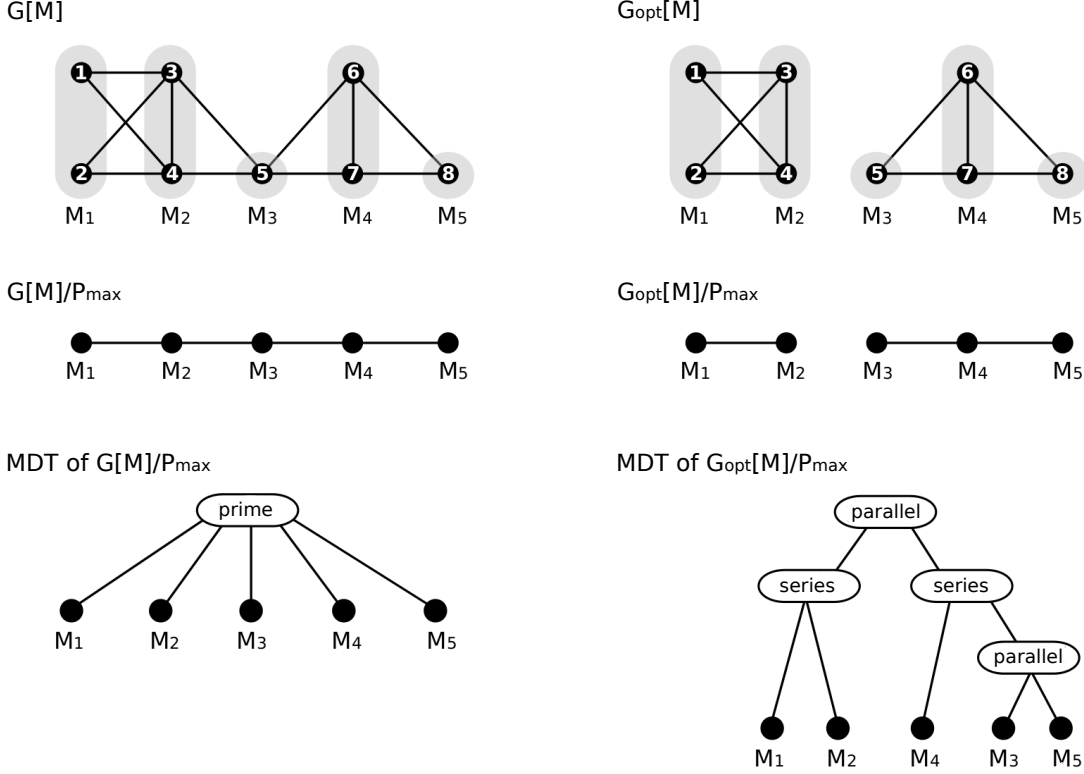 G[M]
1 3 6
2 4 5 7 8
M1 M2 M3 M4 M5
G[M]/Pmax
M1 M2 M3 M4 M5
MDT of G[M]/Pmax
prime
M1 M2 M3 M4 M5
Gopt[M]
1 3 6
2 4 5 7 8
M1 M2 M3 M4 M5
Gopt[M]/Pmax
M1 M2 M3 M4 M5
MDT of Gopt[M]/Pmax
parallel
series series
parallel
M1 M2 M4 M3 M5